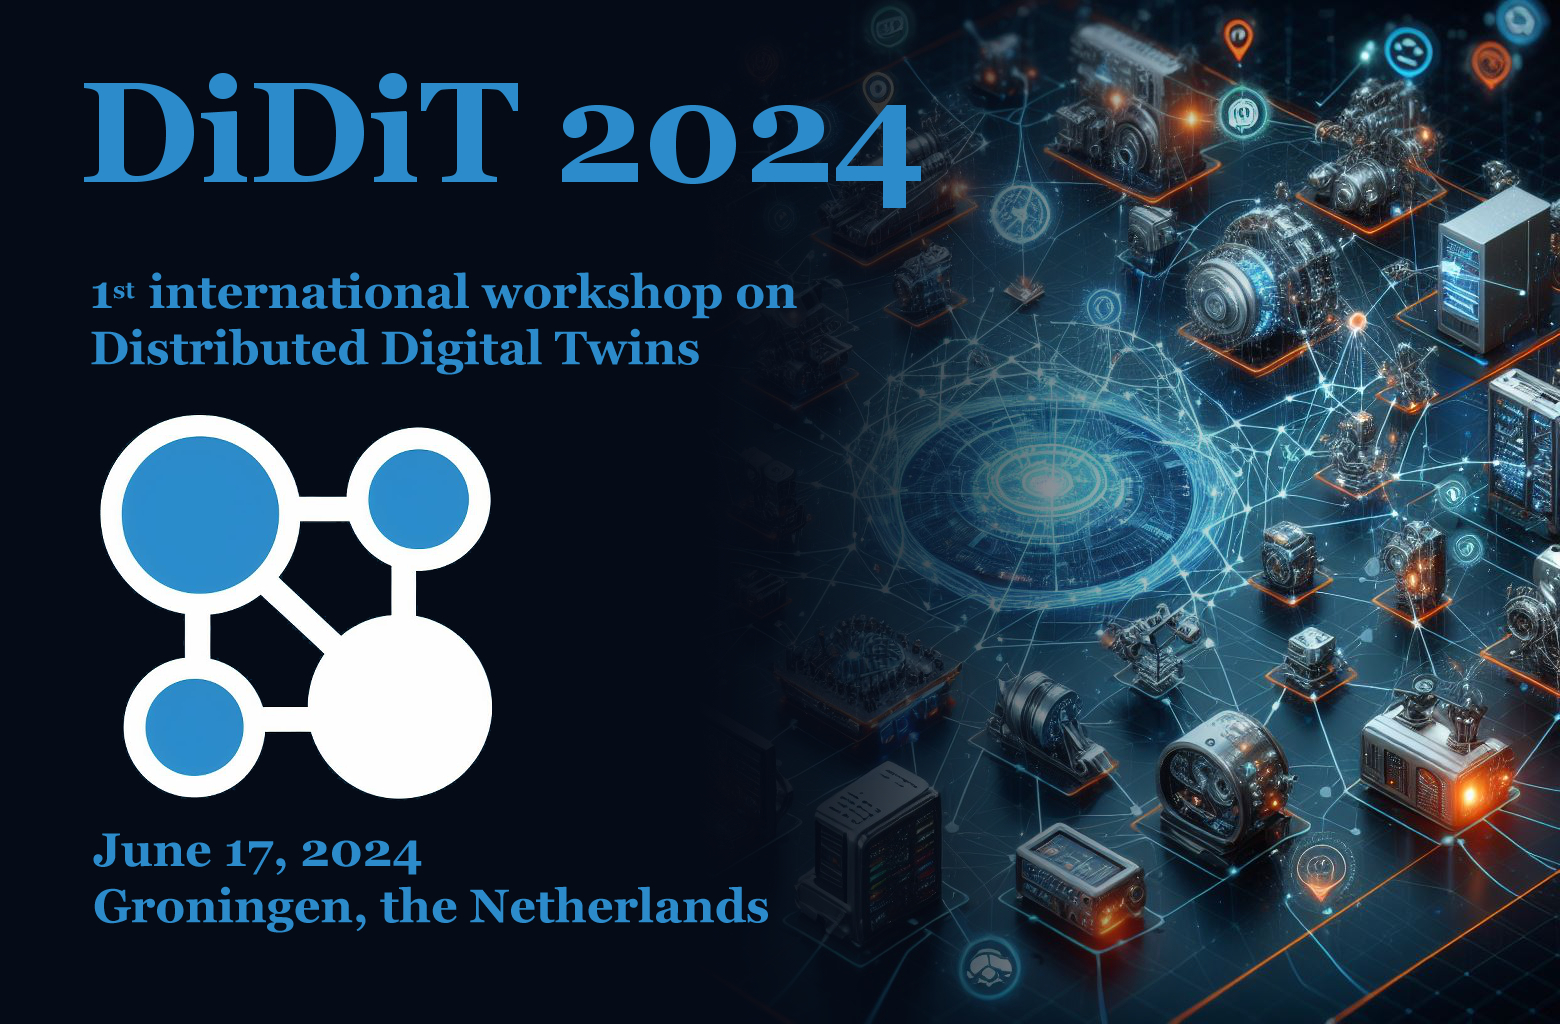 DiDiT 2024
1st international workshop on
Distributed Digital Twins
June 17, 2024
Groningen, the Netherlands